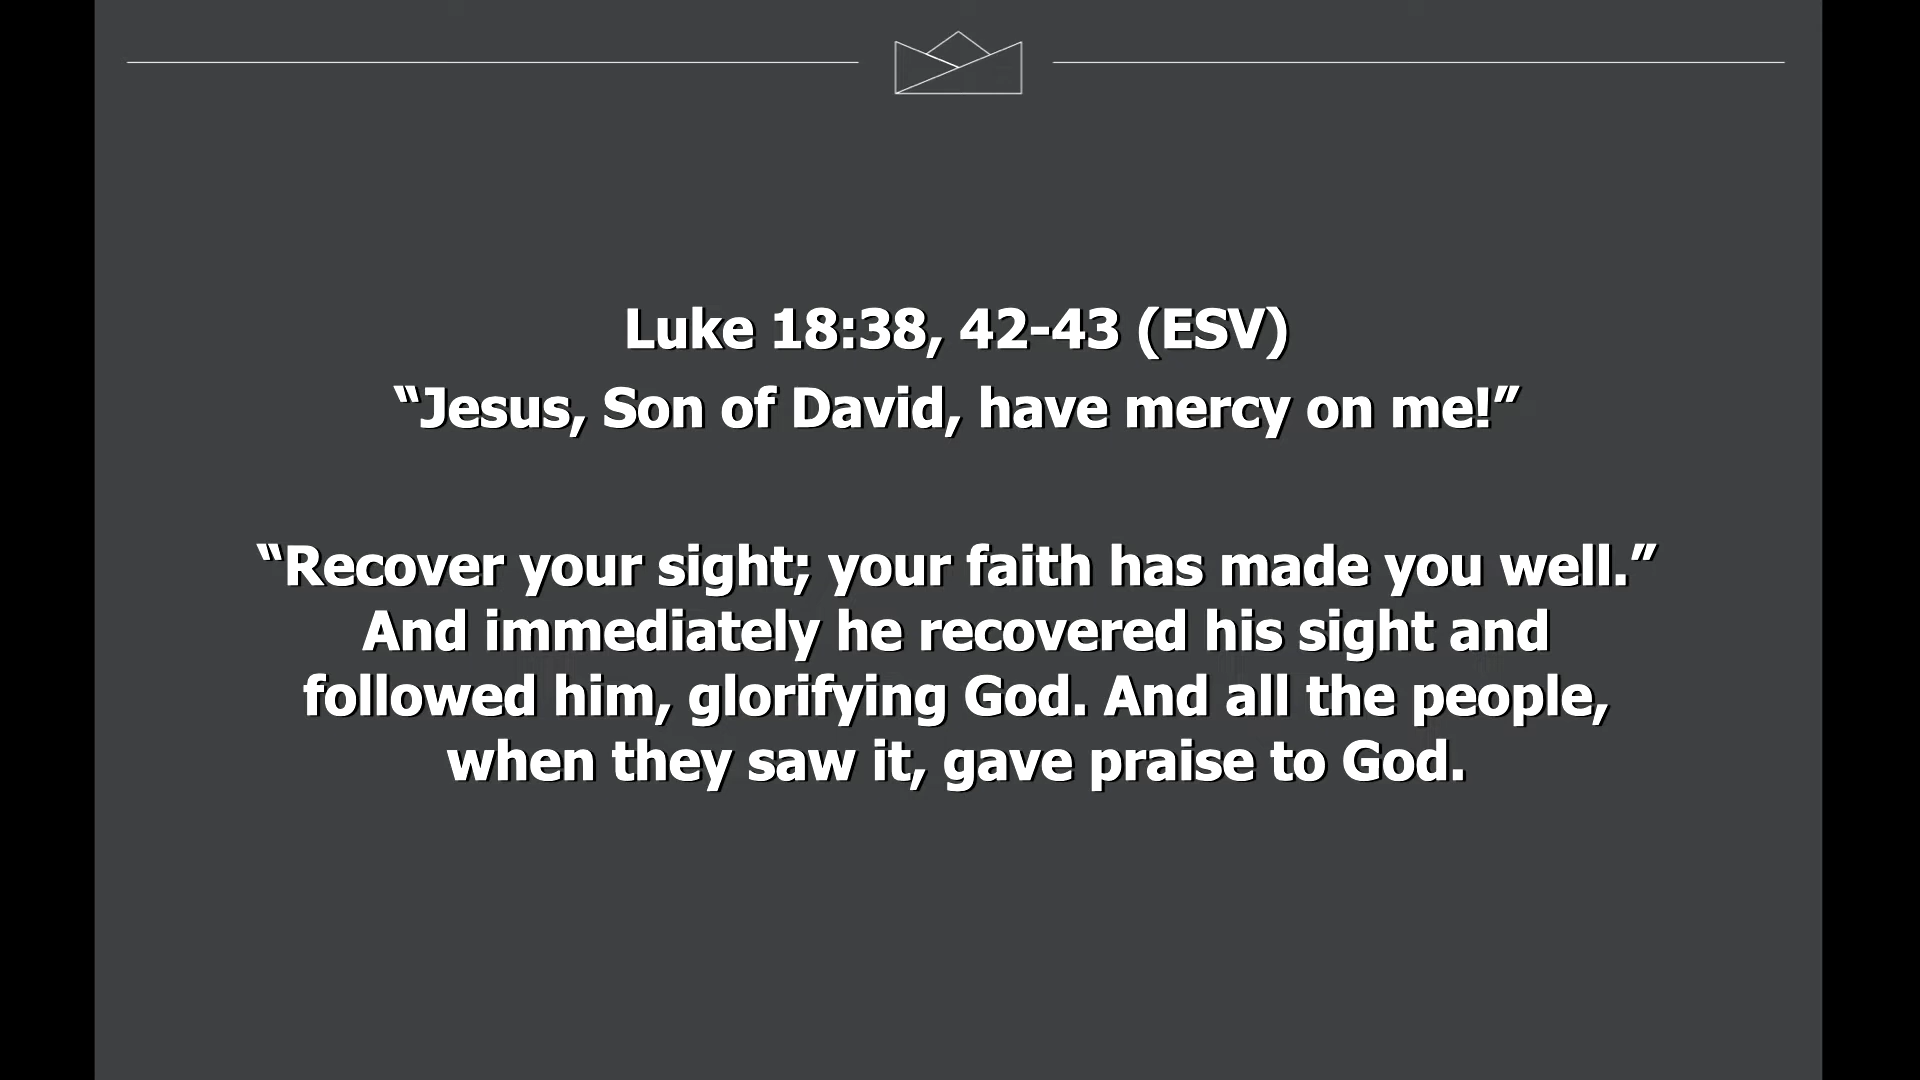 Luke 18:38, 42-43 (ESV)
“Jesus, Son of David, have mercy on me!”
“Recover your sight; your faith has made you well.”
And immediately he recovered his sight and
followed him, glorifying God. And all the people,
when they saw it, gave praise to God.